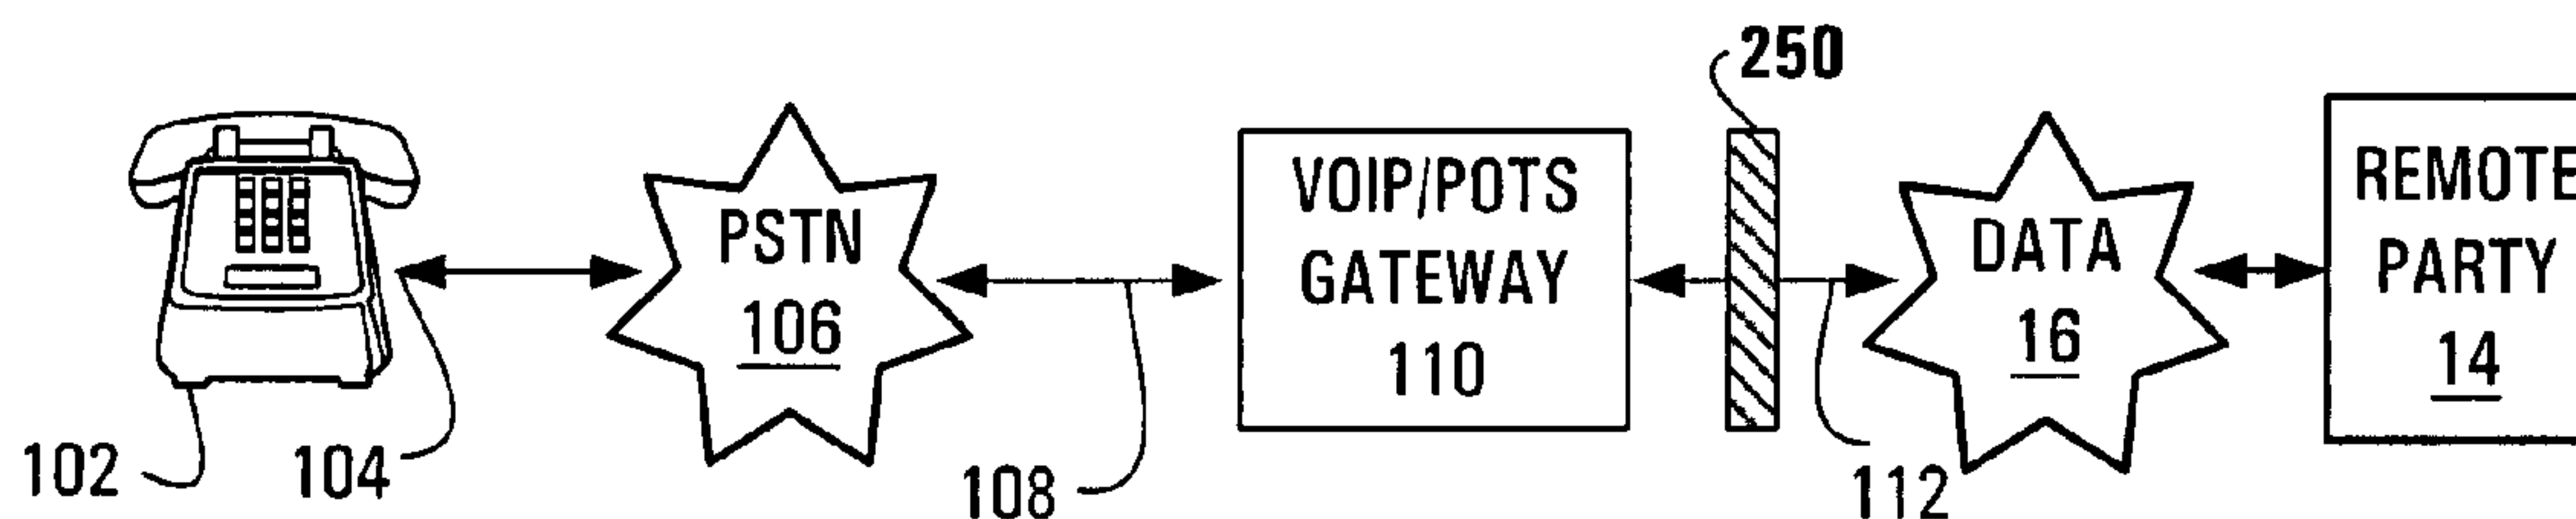 250
PSTN
106
VOIP/POTS
GATEWAY
110
DATA
16
REMOTE
PARTY
14
102
104
108
112